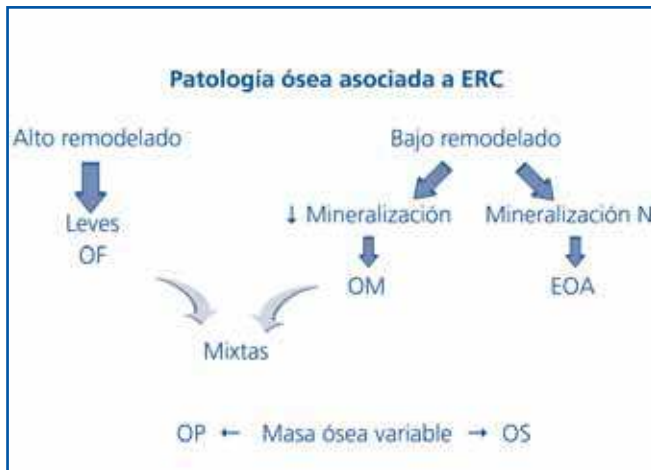 Patología ósea asociada a ERC
Alto remodelado
Bajo remodelado
Leves
OF
↓ Mineralización
Mineralización N
OM
EOA
Mixtas
OP ← Masa ósea variable → OS